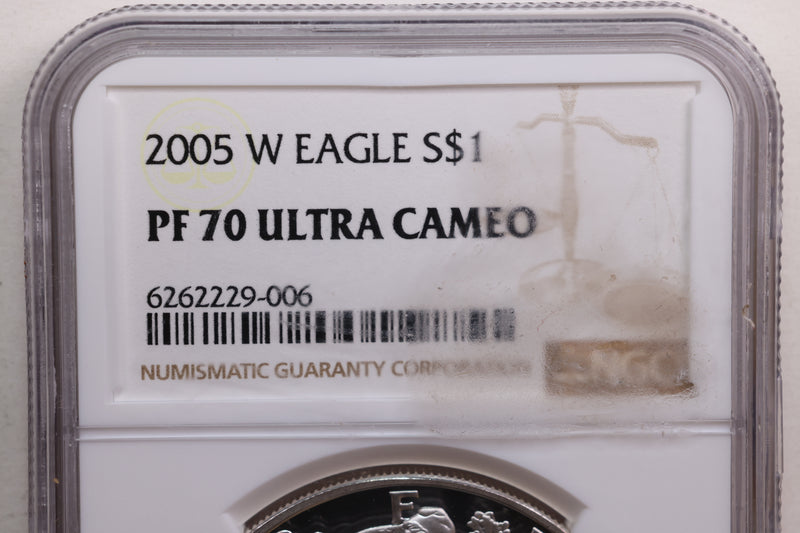 2005 W EAGLE S$1
PF 70 ULTRA CAMEO
6262229-006
NUMISMATIC GUARANTY CORPORATION
NGC
E